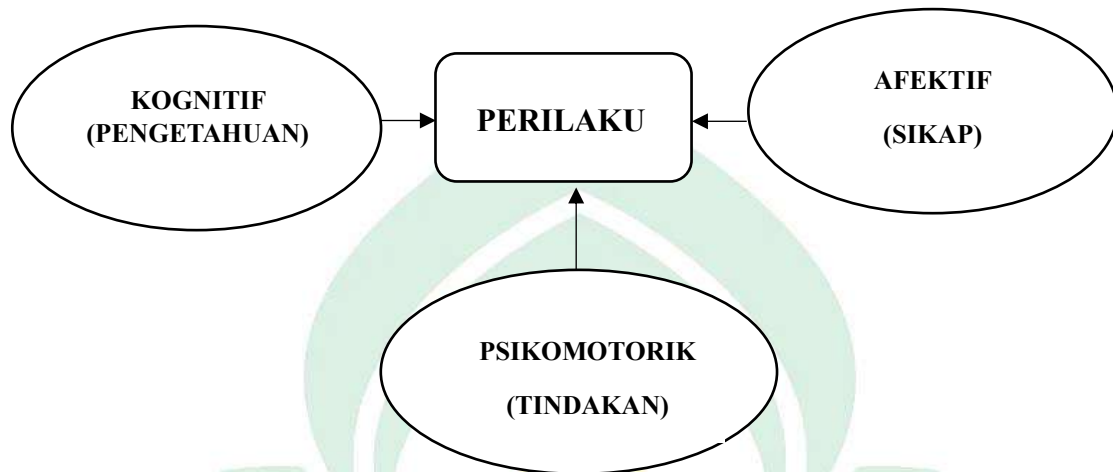 KOGNITIF
(PENGETAHUAN)
PERILAKU
AFEKTIF
(SIKAP)
PSIKOMOTORIK
(TINDAKAN)